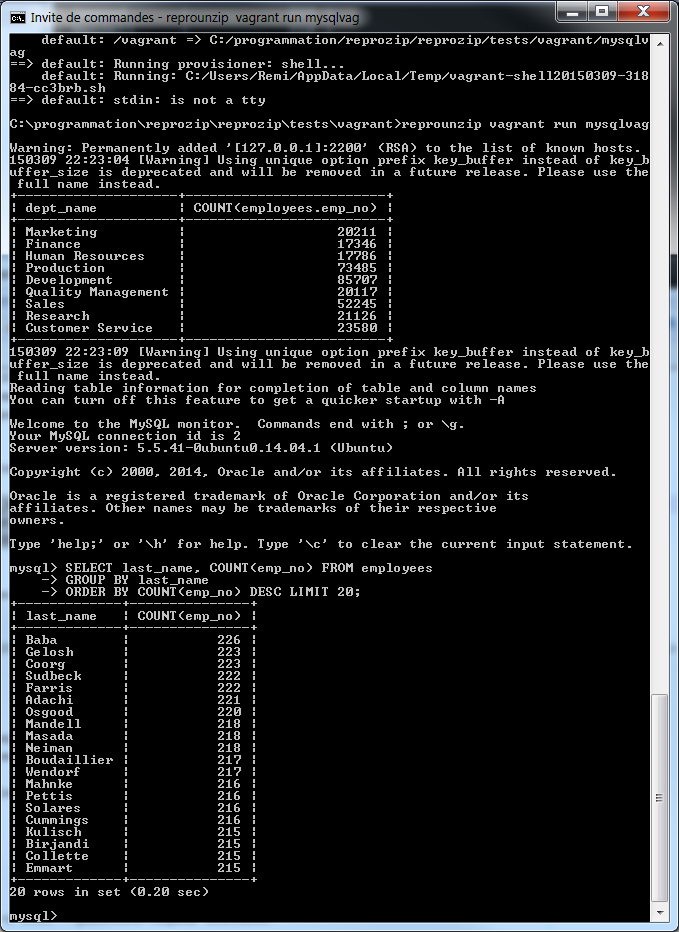 Invite de commandes - reprounzip  vagrant run mysqlvag
    default: /vagrant => C:/programmation/reprozip/reprozip/tests/vagrant/mysqlv
ag
==> default: Running provisioner: shell...
    default: Running: C:/Users/Remi/AppData/Local/Temp/vagrant-shell20150309-318
84-cc3brb.sh
==> default: stdin: is not a tty
C:\programmation\reprozip\reprozip\tests\vagrant>reprounzip vagrant run mysqlvag
Warning: Permanently added '[127.0.0.1]:2200' (RSA) to the list of known hosts.
150309 22:23:04 [Warning] Using unique option prefix key_buffer instead of key_b
uffer_size is deprecated and will be removed in a future release. Please use the
 full name instead.
+--------------------+-------------------------+
| dept_name          | COUNT(employees.emp_no) |
+--------------------+-------------------------+
| Marketing          |                   20211 |
| Finance            |                   17346 |
| Human Resources    |                   17786 |
| Production         |                   73485 |
| Development        |                   85707 |
| Quality Management |                   20117 |
| Sales              |                   52245 |
| Research           |                   21126 |
| Customer Service   |                   23580 |
+--------------------+-------------------------+
150309 22:23:09 [Warning] Using unique option prefix key_buffer instead of key_b
uffer_size is deprecated and will be removed in a future release. Please use the
 full name instead.
Reading table information for completion of table and column names
You can turn off this feature to get a quicker startup with -A
Welcome to the MySQL monitor.  Commands end with ; or \g.
Your MySQL connection id is 2
Server version: 5.5.41-0ubuntu0.14.04.1 (Ubuntu)
Copyright (c) 2000, 2014, Oracle and/or its affiliates. All rights reserved.
Oracle is a registered trademark of Oracle Corporation and/or its
affiliates. Other names may be trademarks of their respective
owners.
Type 'help;' or '\h' for help. Type '\c' to clear the current input statement.
mysql> SELECT last_name, COUNT(emp_no) FROM employees
    -> GROUP BY last_name
    -> ORDER BY COUNT(emp_no) DESC LIMIT 20;
+-------------+---------------+
| last_name   | COUNT(emp_no) |
+-------------+---------------+
| Baba        |           226 |
| Gelosh      |           223 |
| Coorg       |           223 |
| Sudbeck     |           222 |
| Farris      |           222 |
| Adachi      |           221 |
| Osgood      |           220 |
| Mandell     |           218 |
| Masada      |           218 |
| Neiman      |           218 |
| Boudaillier |           217 |
| Wendorf     |           217 |
| Mahnke      |           216 |
| Pettis      |           216 |
| Solares     |           216 |
| Cummings    |           216 |
| Kulisch     |           215 |
| Birjandi    |           215 |
| Collette    |           215 |
| Emmart      |           215 |
+-------------+---------------+
20 rows in set (0.20 sec)
mysql>